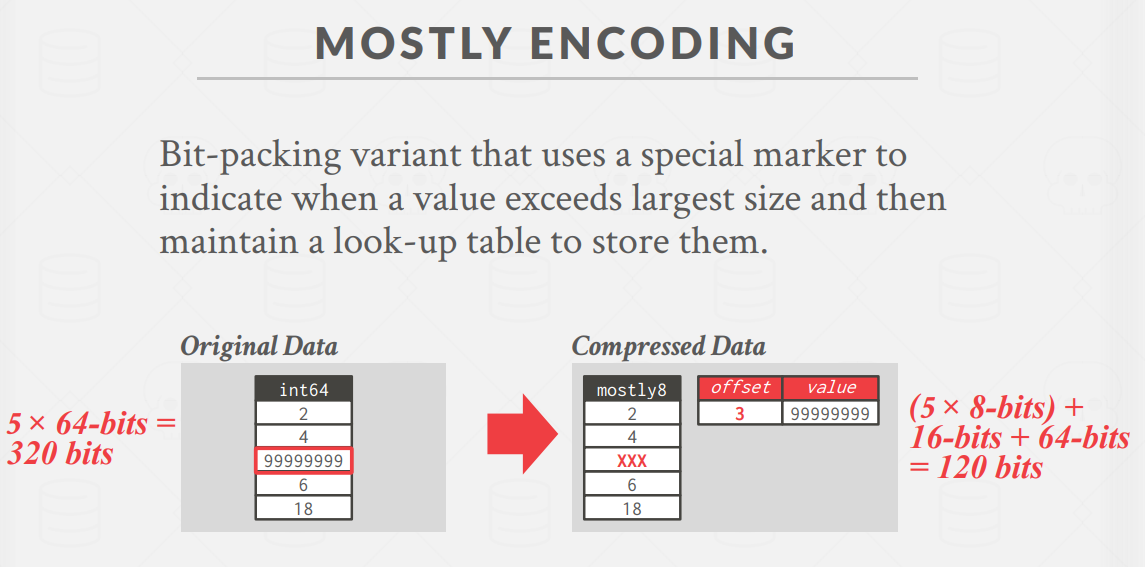 MOSTLY ENCODING
Bit-packing variant that uses a special marker to
indicate when a value exceeds largest size and then
maintain a look-up table to store them.
Original Data
5 × 64-bits =
320 bits
int64
2
4
99999999
6
18
Compressed Data
mostly8
2
4
XXX
6
18
offset value
3 99999999
(5 × 8-bits) +
16-bits + 64-bits
= 120 bits